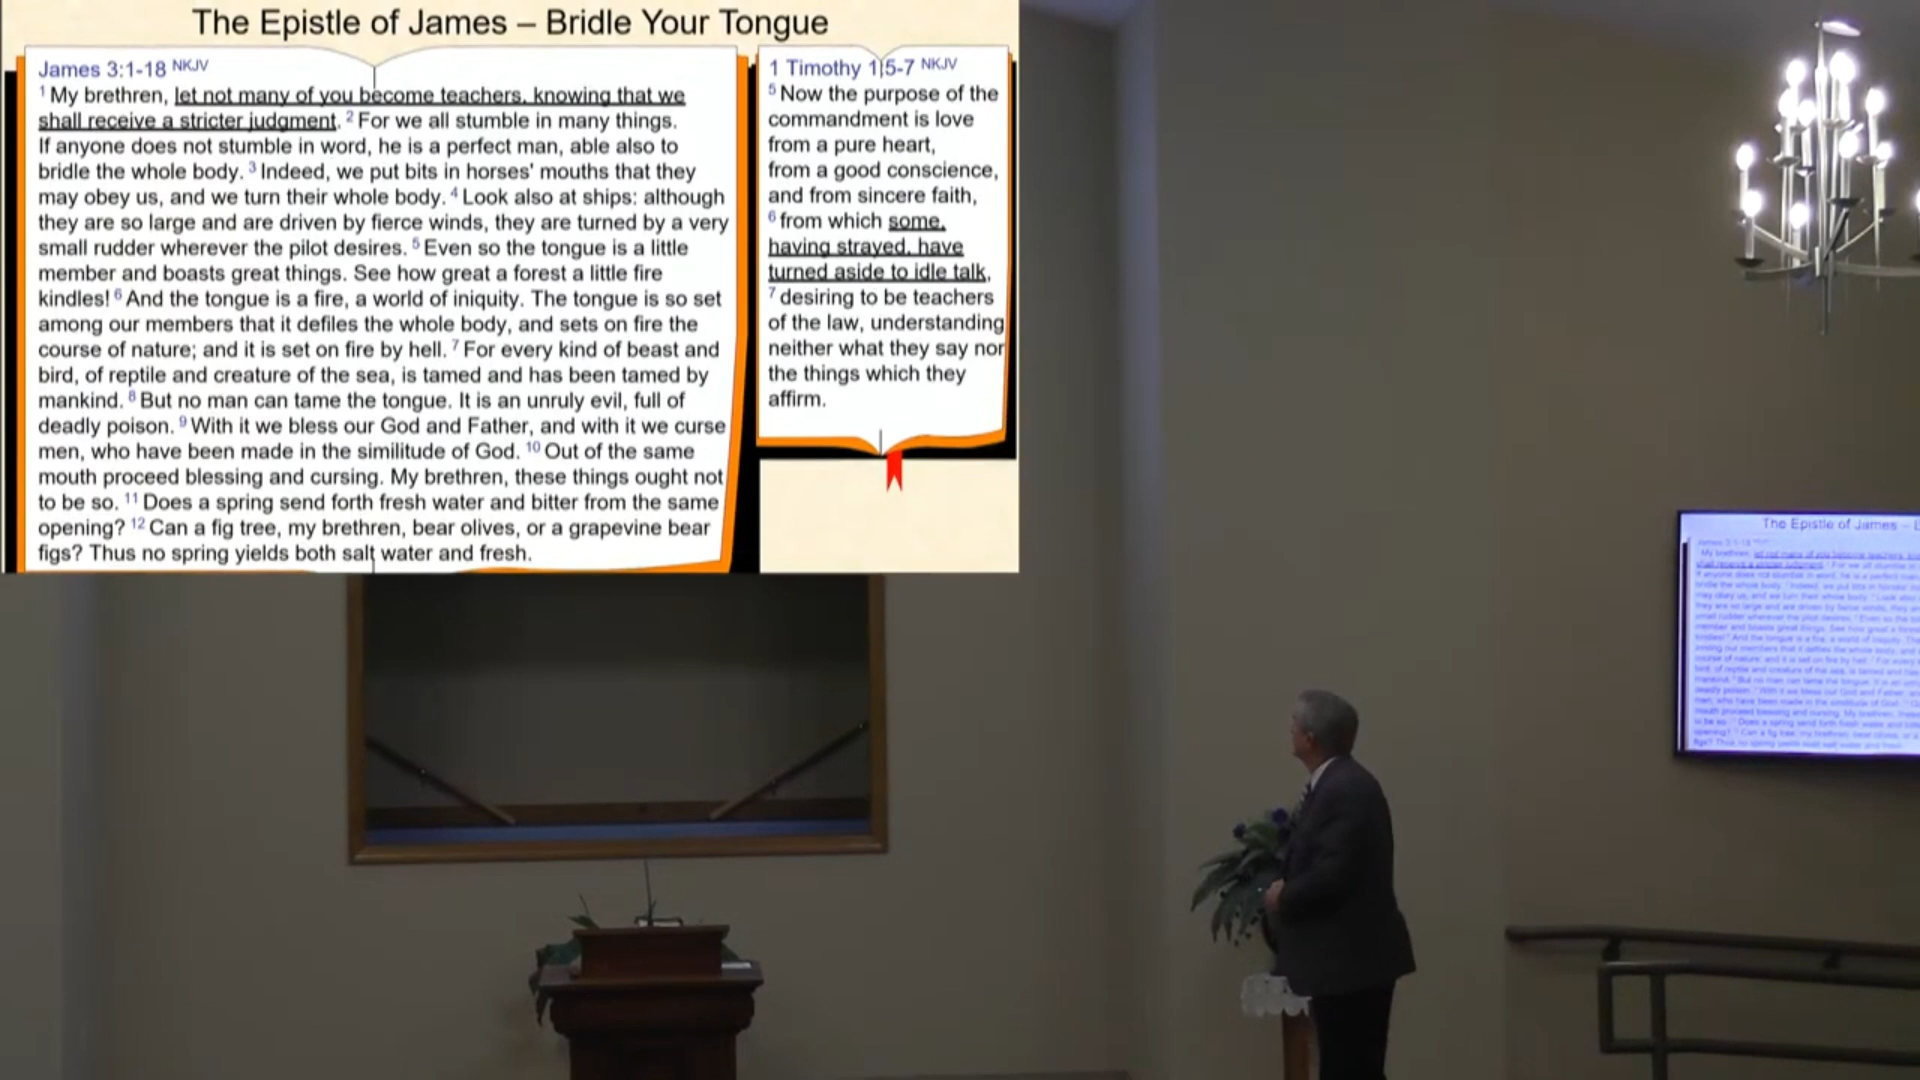 The Epistle of James – Bridle Your Tongue
James 3:1-18 NKJV
1 My brethren, let not many of you become teachers, knowing that we
shall receive a stricter judgment. 2 For we all stumble in many things.
If anyone does not stumble in word, he is a perfect man, able also to
bridle the whole body. 3 Indeed, we put bits in horses' mouths that they
may obey us, and we turn their whole body. 4 Look also at ships: although
they are so large and are driven by fierce winds, they are turned by a very
small rudder wherever the pilot desires. 5 Even so the tongue is a little
member and boasts great things. See how great a forest a little fire
kindles! 6 And the tongue is a fire, a world of iniquity. The tongue is so set
among our members that it defiles the whole body, and sets on fire the
course of nature; and it is set on fire by hell. 7 For every kind of beast and
bird, of reptile and creature of the sea, is tamed and has been tamed by
mankind. 8 But no man can tame the tongue. It is an unruly evil, full of
deadly poison. 9 With it we bless our God and Father, and with it we curse
men, who have been made in the similitude of God. 10 Out of the same
mouth proceed blessing and cursing. My brethren, these things ought not
to be so. 11 Does a spring send forth fresh water and bitter from the same
opening? 12 Can a fig tree, my brethren, bear olives, or a grapevine bear
figs? Thus no spring yields both salt water and fresh.
1 Timothy 1:5-7 NKJV
5 Now the purpose of the
commandment is love
from a pure heart,
from a good conscience,
and from sincere faith,
6 from which some,
having strayed, have
turned aside to idle talk,
7 desiring to be teachers
of the law, understanding
neither what they say nor
the things which they
affirm.
The Epistle of James –